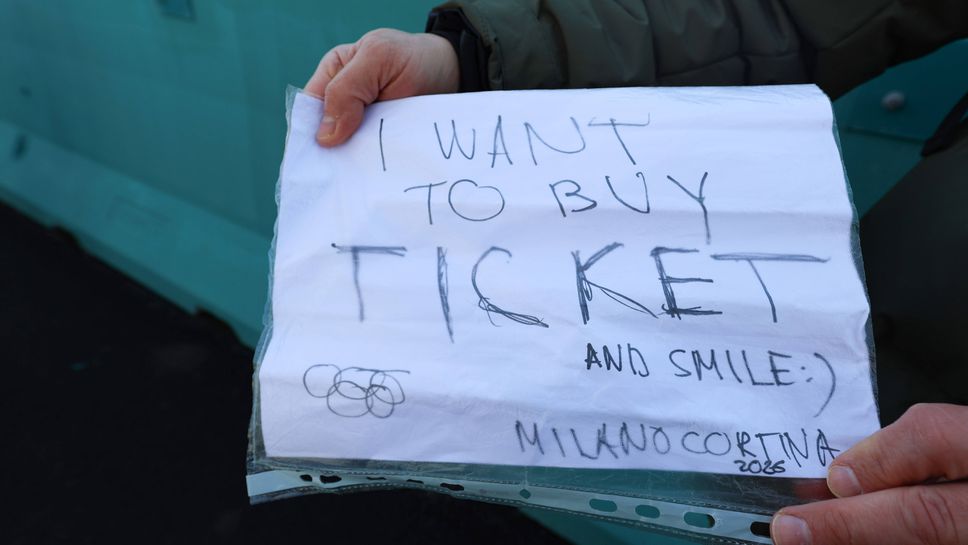 I WANT
TO BUY
TICKET
AND SMILE:)
MILANO CORTINA
2026